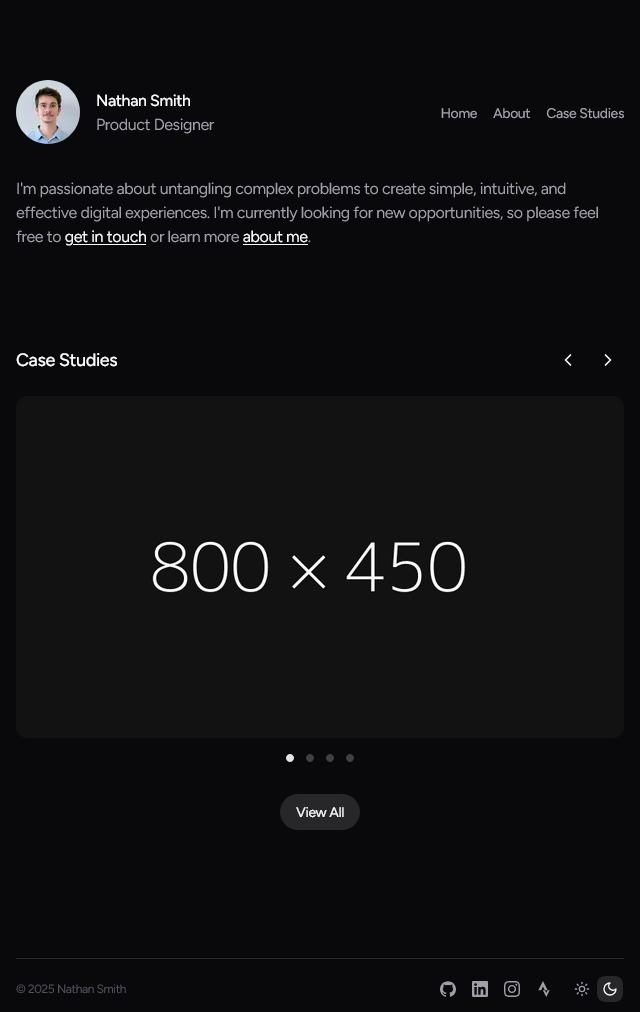 Nathan Smith
Product Designer
Home About Case Studies
I'm passionate about untangling complex problems to create simple, intuitive, and
effective digital experiences. I'm currently looking for new opportunities, so please feel
free to get in touch or learn more about me.
Case Studies
800 × 450
View All
© 2025 Nathan Smith